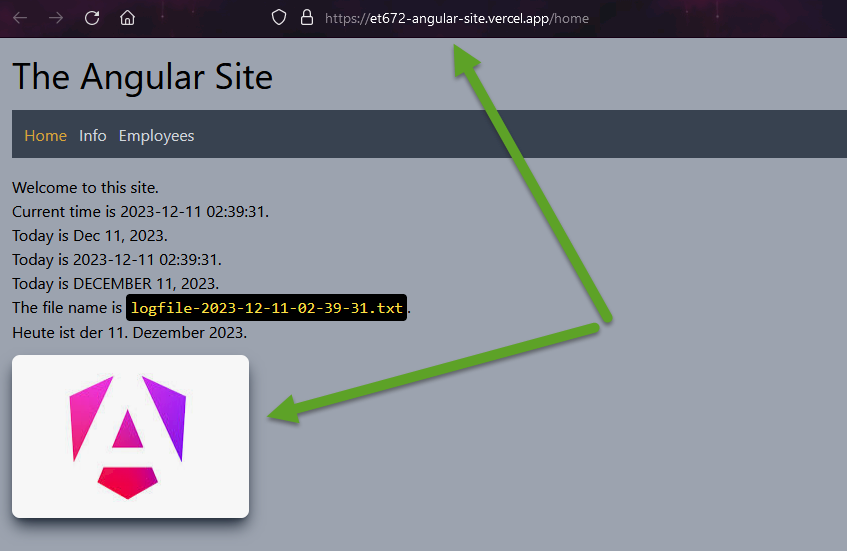 https://et672-angular-site.vercel.app/home
The Angular Site
Home Info Employees
Welcome to this site.
Current time is 2023-12-11 02:39:31.
Today is Dec 11, 2023.
Today is 2023-12-11 02:39:31.
Today is DECEMBER 11, 2023.
The file name is logfile-2023-12-11-02-39-31.txt.
Heute ist der 11. Dezember 2023.